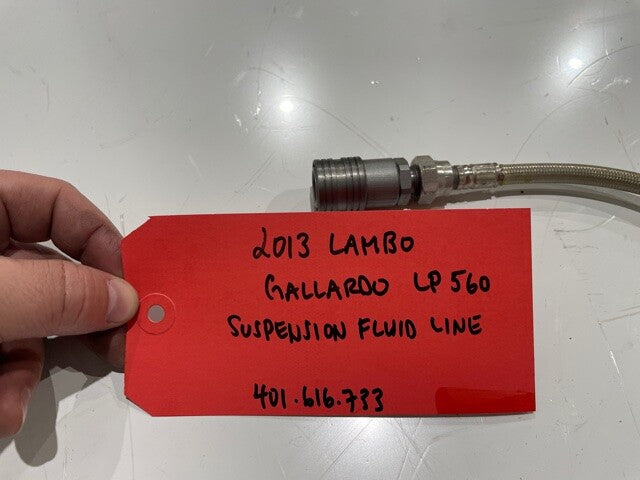 2013 LAMBO
GALLARDO LP 560
SUSPENSION FLUID LINE
401.616.733